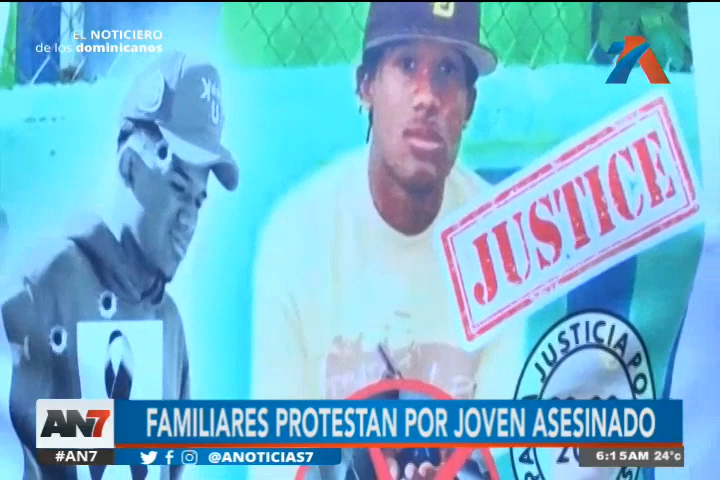 EL NOTICIERO
de los dominicanos
JUSTICE
JUSTICIA PO
AN7
FAMILIARES PROTESTAN POR JOVEN ASESINADO
#AN7
@ANOTICIAS7
6:15AM 24°c